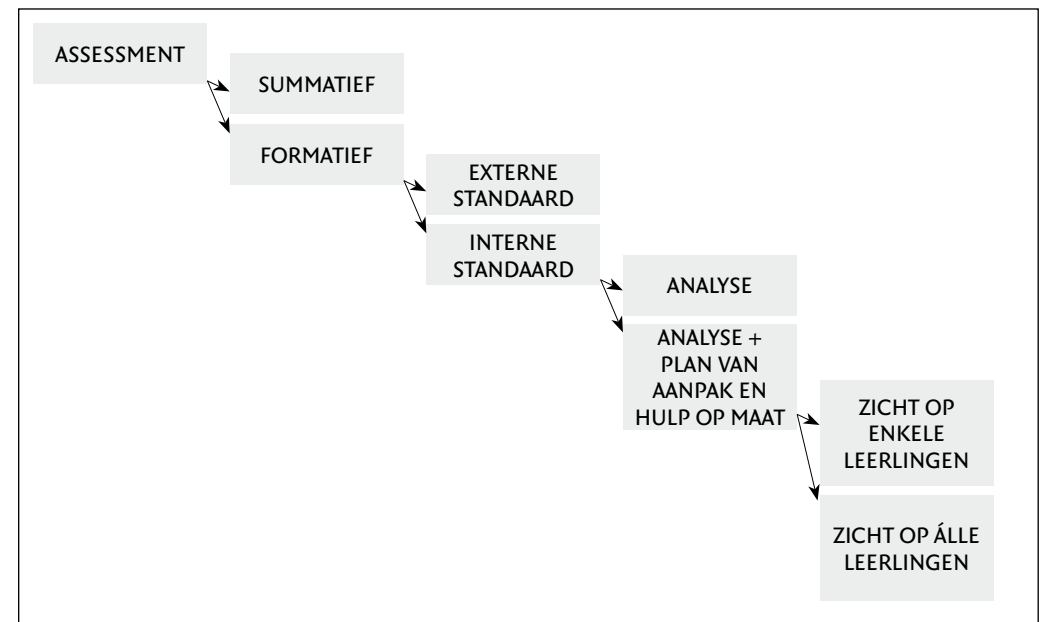 ASSESSMENT
SUMMATIEF
FORMATIEF
EXTERNE
STANDAARD
INTERNE
STANDAARD
ANALYSE
ANALYSE +
PLAN VAN
AANPAK EN
HULP OP MAAT
ZICHT OP
ENKELE
LEERLINGEN
ZICHT OP ÁLLE
LEERLINGEN